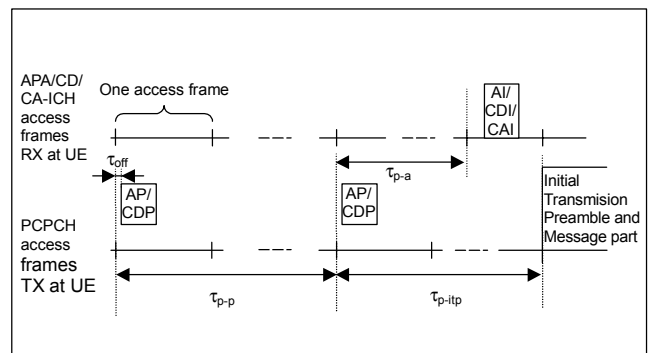 APA/CD/
CA-ICH
access
frames
RX at UE
One access frame
AI/
CDI/
CAI
τoff
τp-a
AP/
CDP
AP/
CDP
Initial
Transmision
Preamble and
Message part
PCPCH
access
frames
TX at UE
τp-p
τp-itp